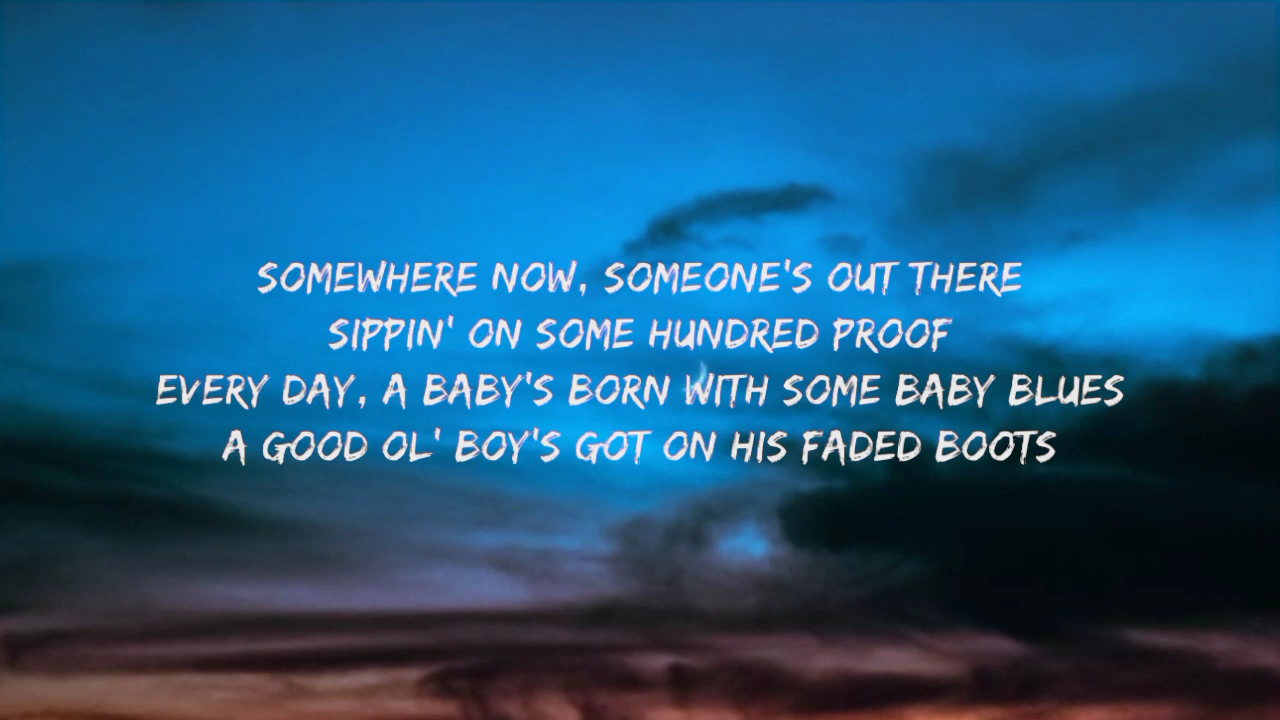 SOMEWHERE NOW, SOMEONE'S OUT THERE
SIPPIN' ON SOME HUNDRED PROOF
EVERY DAY, A BABY'S BORN WITH SOME BABY BLUES
A GOOD OL' BOY'S GOT ON HIS FADED BOOTS